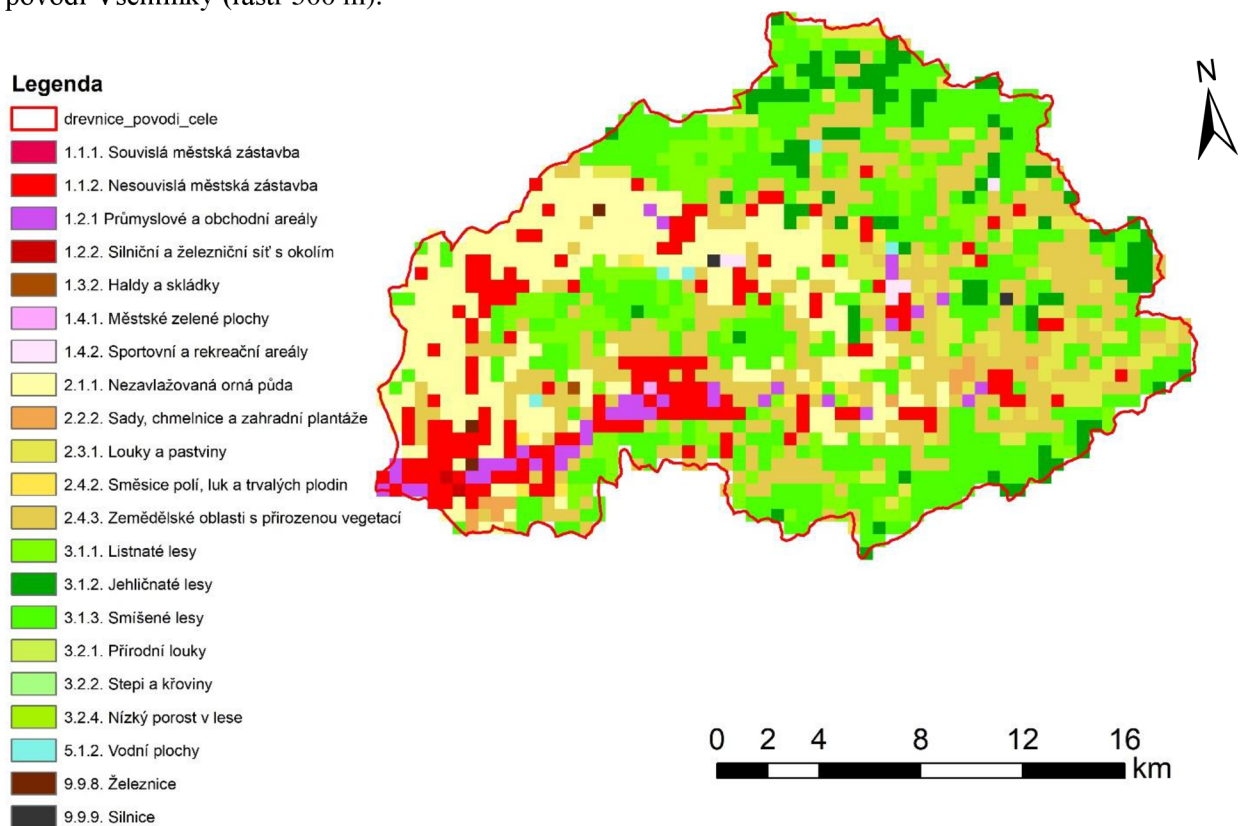 povodí Všeminky (rastr 500 m).
N
Legenda
drevnice_povodi_cele
1.1.1. Souvislá městská zástavba
1.1.2. Nesouvislá městská zástavba
1.2.1 Průmyslové a obchodní areály
1.2.2. Silniční a železniční síť s okolím
1.3.2. Haldy a skládky
1.4.1. Městské zelené plochy
1.4.2. Sportovní a rekreační areály
2.1.1. Nezavlažovaná orná půda
2.2.2. Sady, chmelnice a zahradní plantáže
2.3.1. Louky a pastviny
2.4.2. Směsice polí, luk a trvalých plodin
2.4.3. Zemědělské oblasti s přirozenou vegetací
3.1.1. Listnaté lesy
3.1.2. Jehličnaté lesy
3.1.3. Smíšené lesy
3.2.1. Přírodní louky
3.2.2. Stepi a křoviny
3.2.4. Nízký porost v lese
5.1.2. Vodní plochy
9.9.8. Železnice
9.9.9. Silnice
0 2 4 8 12 16
km